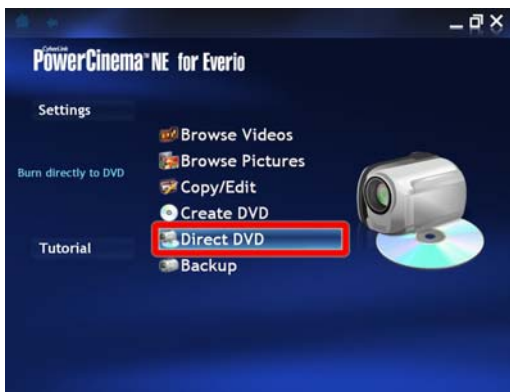 CyberLink
PowerCinema™ NE for Everio
Settings
Browse Videos
Browse Pictures
Burn directly to DVD
Copy/Edit
Create DVD
Direct DVD
Tutorial
Backup